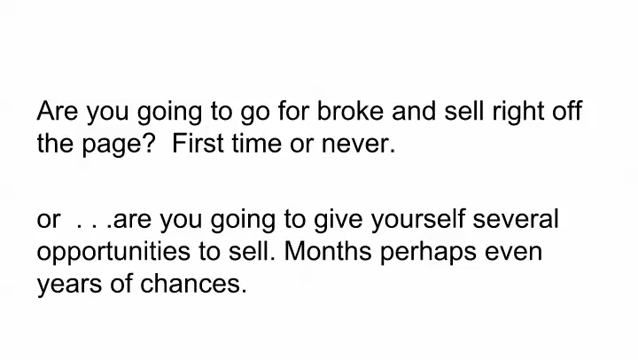 Are you going to go for broke and sell right off
the page?  First time or never.
or  . . .are you going to give yourself several
opportunities to sell. Months perhaps even
years of chances.